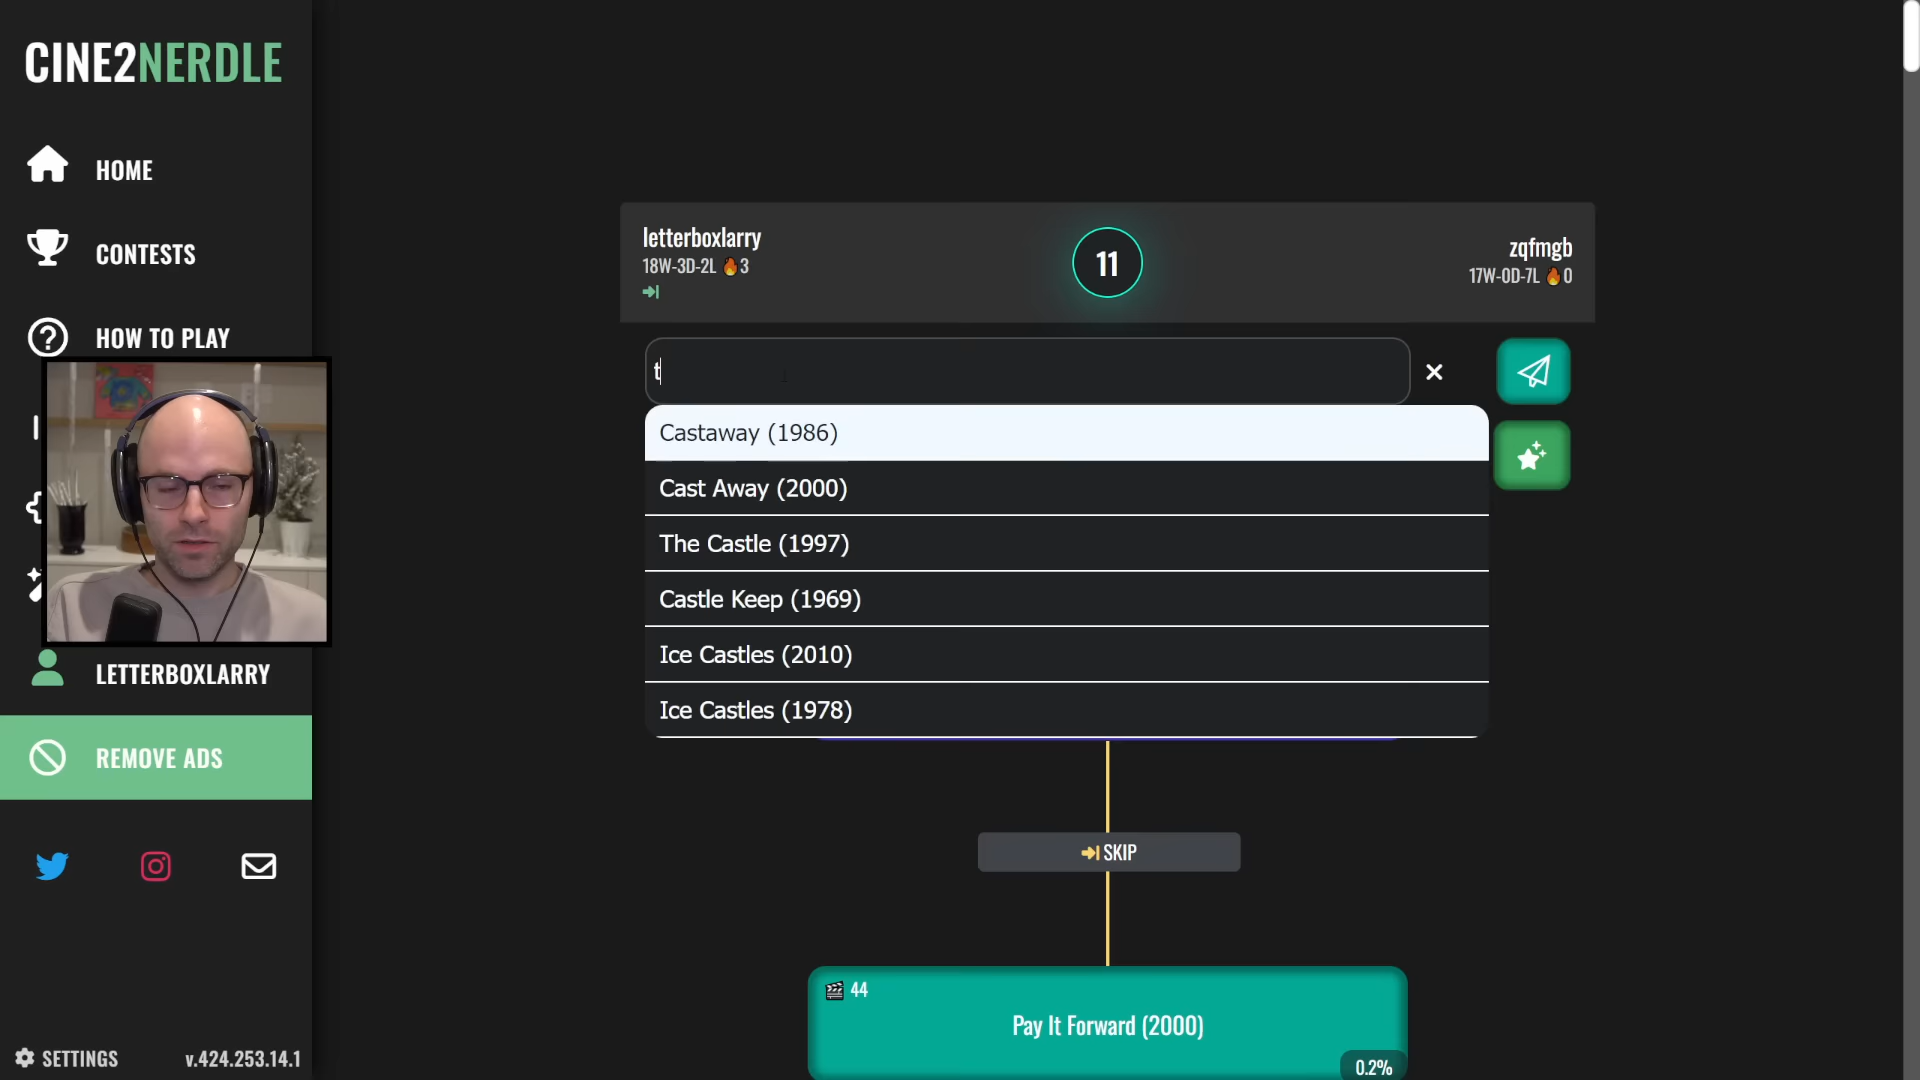 CINE2NERDLE
HOME
CONTESTS
HOW TO PLAY
LETTERBOXLARRY
REMOVE ADS
SETTINGS
v.424.253.14.1
letterboxlarry
18W-3D-2L 🔥3
11
zqfmgb
17W-0D-7L 🔥0
t
Castaway (1986)
Cast Away (2000)
The Castle (1997)
Castle Keep (1969)
Ice Castles (2010)
Ice Castles (1978)
SKIP
44
Pay It Forward (2000)
0.2%